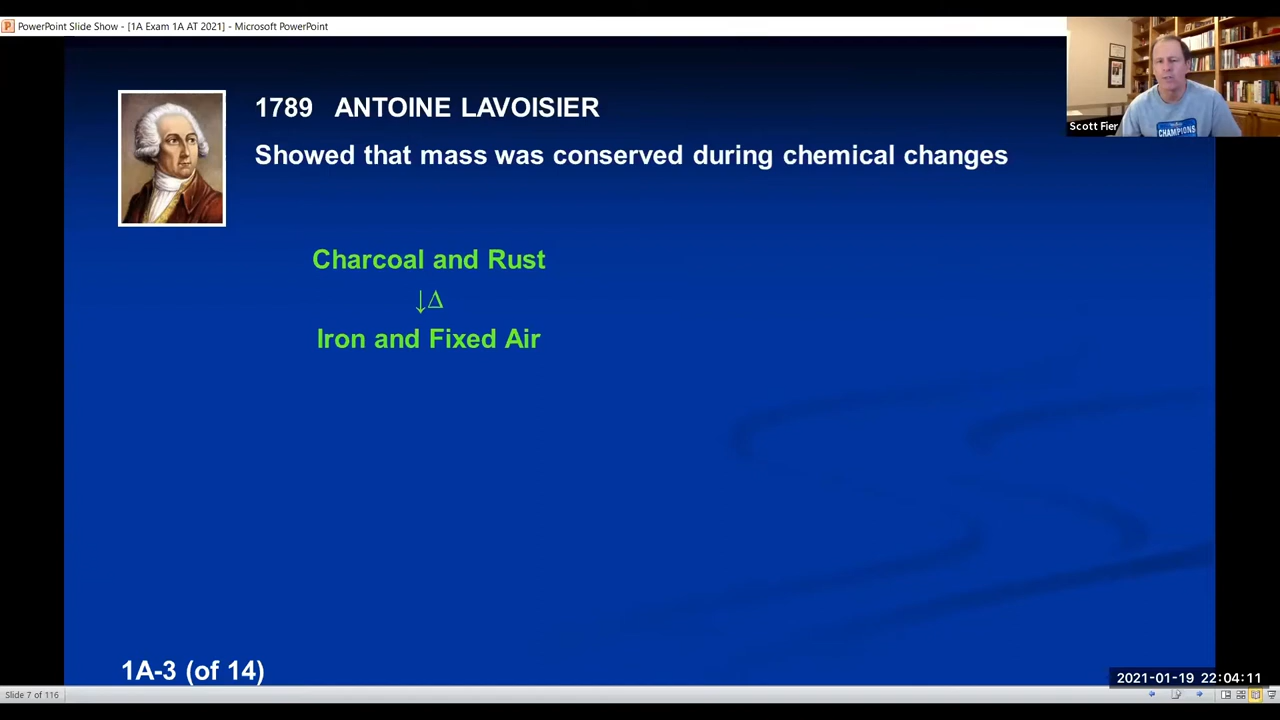 PowerPoint Slide Show - [1A Exam 1A AT 2021] - Microsoft PowerPoint
1789 ANTOINE LAVOISIER
Showed that mass was conserved during chemical changes
Scott Fier
CHAMPIONS
Charcoal and Rust
↓Δ
Iron and Fixed Air
1A-3 (of 14)
2021-01-19 22:04:11
Slide 7 of 116